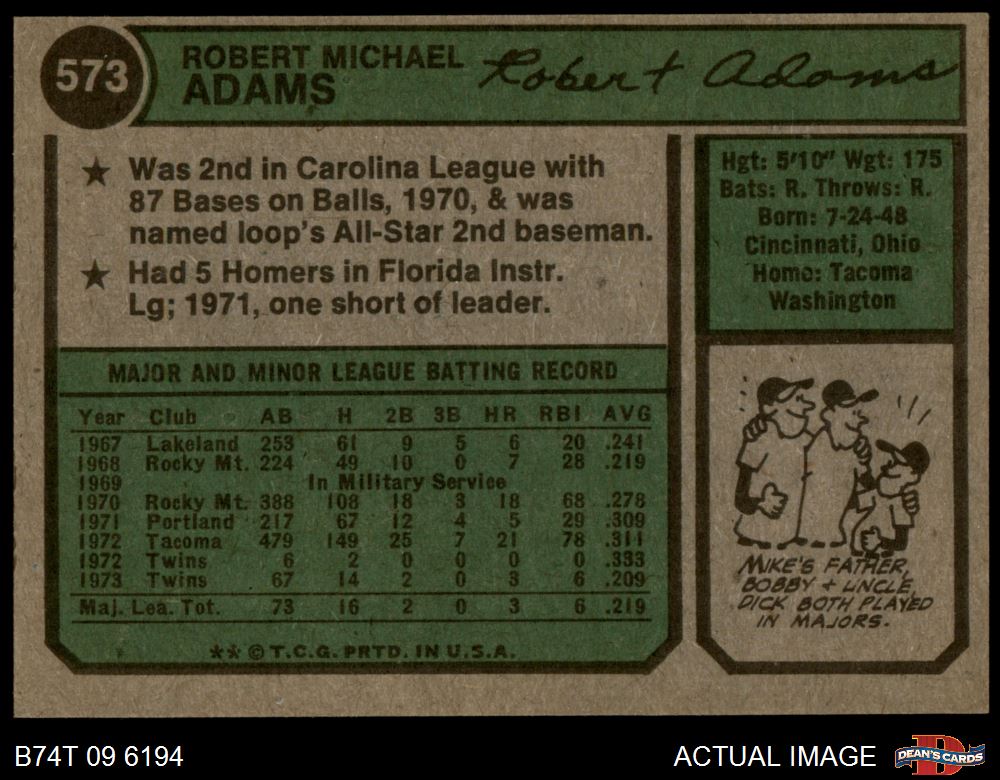 573
ROBERT MICHAEL
ADAMS
Robert Adams
★ Was 2nd in Carolina League with
87 Bases on Balls, 1970, & was
named loop's All-Star 2nd baseman.
★ Had 5 Homers in Florida Instr.
Lg; 1971, one short of leader.
Hgt: 5'10" Wgt: 175
Bats: R. Throws: R.
Born: 7-24-48
Cincinnati, Ohio
Home: Tacoma
Washington
MAJOR AND MINOR LEAGUE BATTING RECORD
Year Club AB H 2B 3B HR RBI AVG
1967 Lakeland 253 61 9 5 6 20 .241
1968 Rocky Mt. 224 49 10 0 7 28 .219
1969 In Military Service
1970 Rocky Mt. 388 108 18 3 18 68 .278
1971 Portland 217 67 12 4 5 29 .309
1972 Tacoma 479 149 25 7 21 78 .311
1972 Twins 6 2 0 0 0 0 .333
1973 Twins 67 14 2 0 3 6 .209
Maj. Lea. Tot. 73 16 2 0 3 6 .219
** © T.C.G. PRTD. IN U.S.A.
MIKE'S FATHER,
BOBBY + UNCLE,
DICK BOTH PLAYED
IN MAJORS.
B74T 09 6194
ACTUAL IMAGE
DEAN'S CARDS